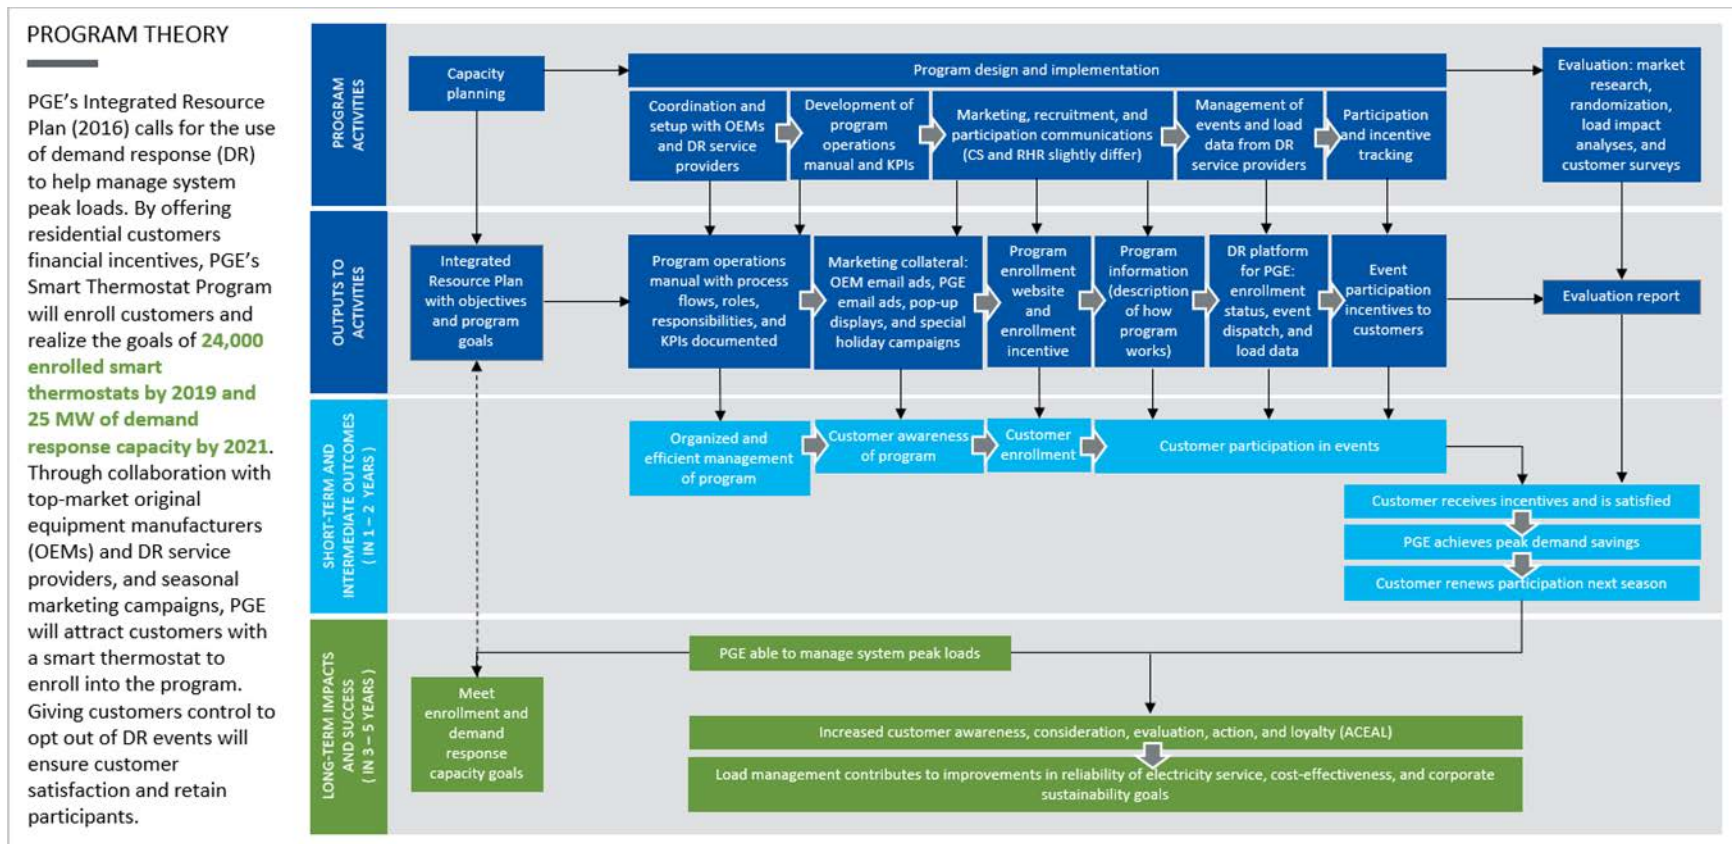 PROGRAM THEORY
PGE's Integrated Resource
Plan (2016) calls for the use
of demand response (DR)
to help manage system
peak loads. By offering
residential customers
financial incentives, PGE's
Smart Thermostat Program
will enroll customers and
realize the goals of 24,000
enrolled smart
thermostats by 2019 and
25 MW of demand
response capacity by 2021.
Through collaboration with
top-market original
equipment manufacturers
(OEMs) and DR service
providers, and seasonal
marketing campaigns, PGE
will attract customers with
a smart thermostat to
enroll into the program.
Giving customers control to
opt out of DR events will
ensure customer
satisfaction and retain
participants.
PROGRAM
ACTIVITIES
Capacity
planning
Program design and implementation
Coordination and
setup with OEMs
and DR service
providers
Development of
program
operations
manual and KPIs
Marketing, recruitment, and
participation communications
(CS and RHR slightly differ)
Management of
events and load
data from DR
service providers
Participation
and incentive
tracking
Evaluation: market
research,
randomization,
load impact
analyses, and
customer surveys
OUTPUTS TO
ACTIVITIES
Integrated
Resource Plan
with objectives
and program
goals
Program operations
manual with process
flows, roles,
responsibilities, and
KPIs documented
Marketing collateral:
OEM email ads, PGE
email ads, pop-up
displays, and special
holiday campaigns
Program
enrollment
website
and
enrollment
incentive
Program
information
(description
of how
program
works)
DR platform
for PGE:
enrollment
status, event
dispatch, and
load data
Event
participation
incentives to
customers
Evaluation report
SHORT-TERM AND
INTERMEDIATE OUTCOMES
( IN 1 – 2 YEARS )
Organized and
efficient management
of program
Customer awareness
of program
Customer
enrollment
Customer participation in events
Customer receives incentives and is satisfied
PGE achieves peak demand savings
Customer renews participation next season
LONG-TERM IMPACTS
AND SUCCESS
( IN 3 – 5 YEARS )
PGE able to manage system peak loads
Meet
enrollment and
demand
response
capacity goals
Increased customer awareness, consideration, evaluation, action, and loyalty (ACEAL)
Load management contributes to improvements in reliability of electricity service, cost-effectiveness, and corporate
sustainability goals